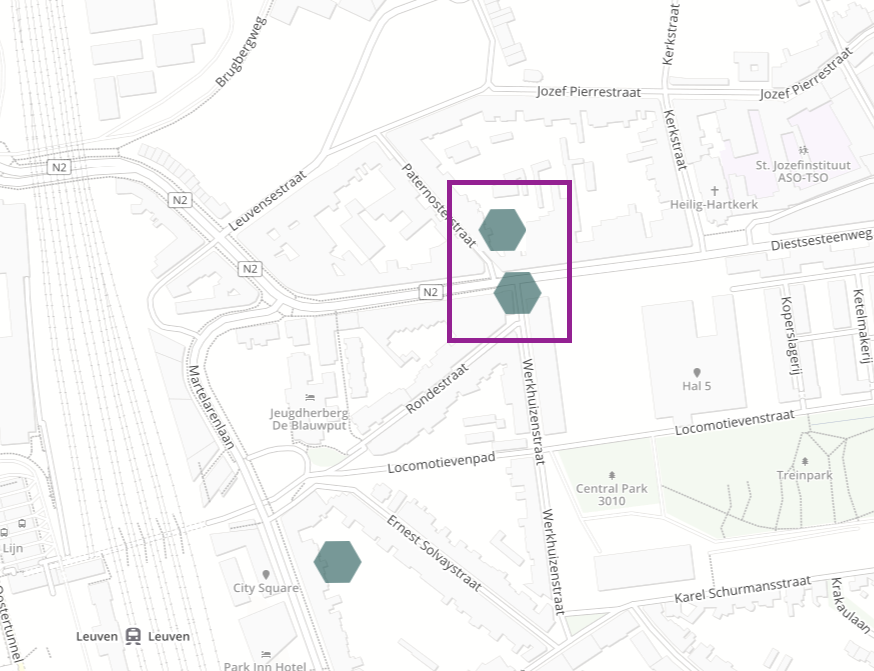 Brugbergweg
Kerkstraat
Jozef Pierrestraat
Jozef Pierrestraat
Kerkstraat
N2
St. Jozefinstituut
ASO-TSO
Leuvensestraat
Paternosterstraat
N2
Heilig-Hartkerk
Diestsesteenweg
N2
N2
Koperslagerij
Ketelmakerij
Hal 5
Martelarenlaan
Rondestraat
Werkhuizenstraat
Jeugdherberg
De Blauwput
Locomotievenstraat
Locomotievenpad
Treinpark
Central Park
3010
Lijn
Ernest Solvaystraat
Werkhuizenstraat
City Square
Karel Schurmansstraat
Krakaulaan
Oostertunnel
Leuven
Leuven
Park Inn Hotel